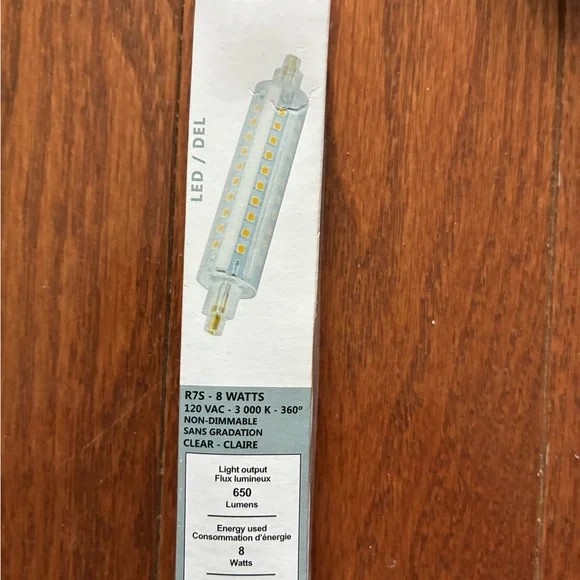 LED / DEL
R7S - 8 WATTS
120 VAC - 3 000 K - 360º
NON-DIMMABLE
SANS GRADATION
CLEAR - CLAIRE
Light output
Flux lumineux
650
Lumens
Energy used
Consommation d'énergie
8
Watts